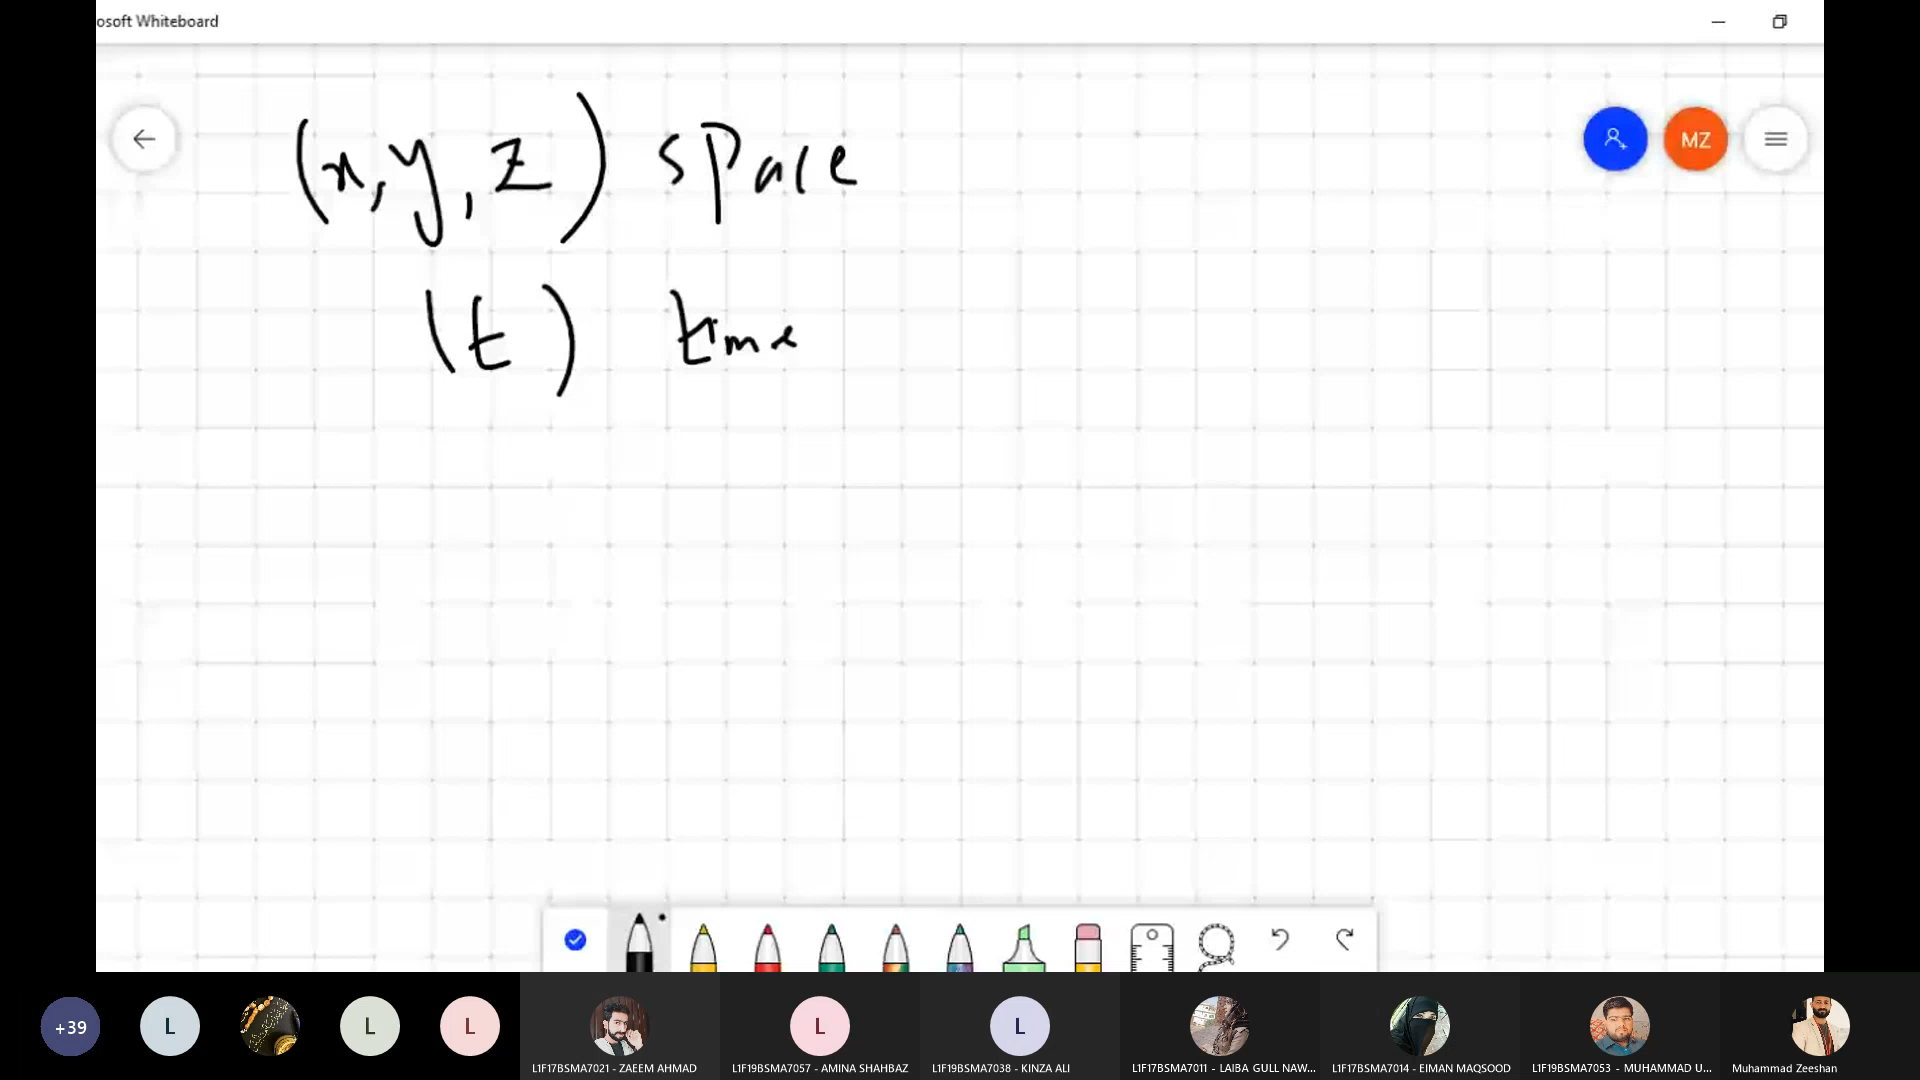 osoft Whiteboard
(x, y, z) space
MZ
(t) time
+39
L
L
L
L
L
L1F17BSMA7021 - ZAEEM AHMAD
L1F19BSMA7057 - AMINA SHAHBAZ
L1F19BSMA7038 - KINZA ALI
L1F17BSMA7011 - LAIBA GULL NAW...
L1F17BSMA7014 - EIMAN MAQSOOD
L1F19BSMA7053 - MUHAMMAD U...
Muhammad Zeeshan